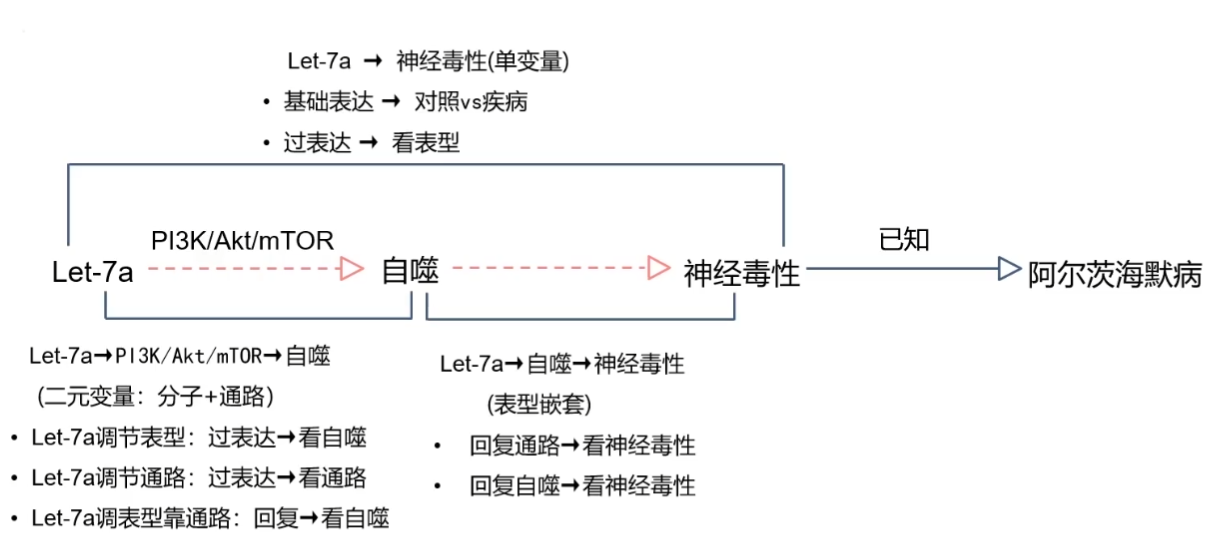 Let-7a → 神经毒性(单变量)
• 基础表达 → 对照vs疾病
• 过表达 → 看表型
PI3K/Akt/mTOR
已知
Let-7a
自噬
神经毒性
阿尔茨海默病
Let-7a→PI3K/Akt/mTOR→自噬
(二元变量：分子+通路)
• Let-7a调节表型：过表达→看自噬
• Let-7a调节通路：过表达→看通路
• Let-7a调表型靠通路：回复→看自噬
Let-7a→自噬→神经毒性
(表型嵌套)
• 回复通路→看神经毒性
• 回复自噬→看神经毒性